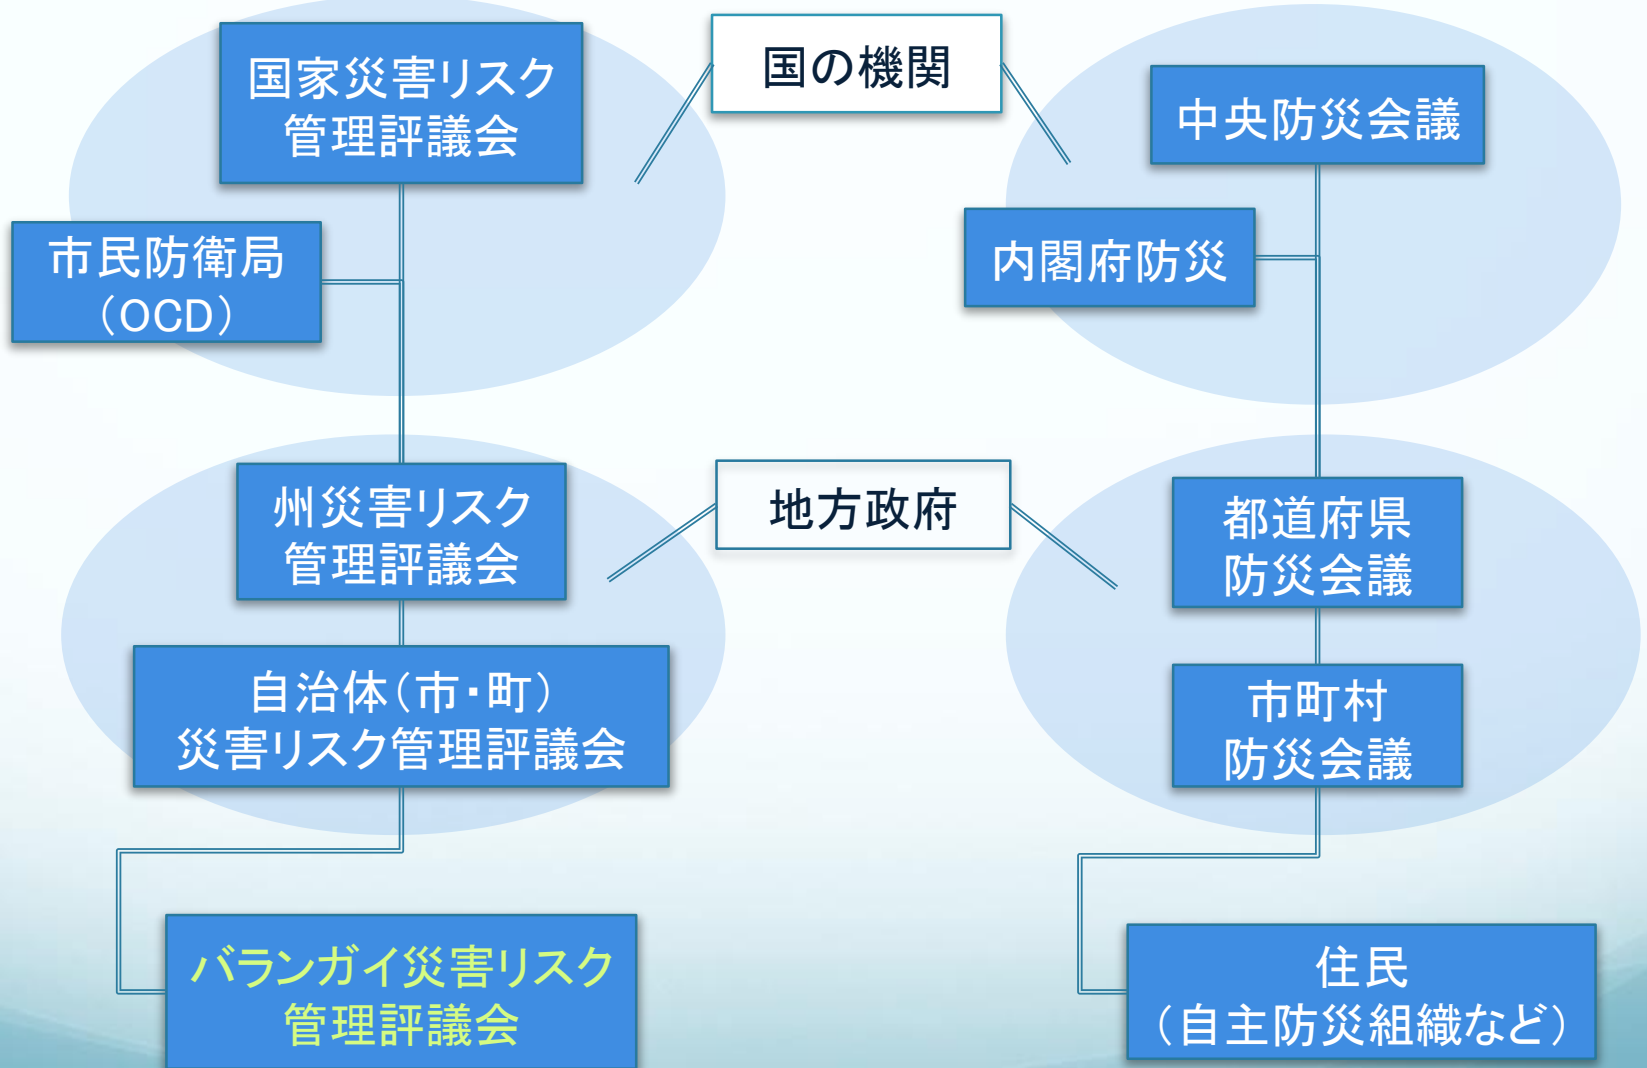 国家災害リスク
管理評議会
国の機関
中央防災会議
市民防衛局
（OCD）
内閣府防災
州災害リスク
管理評議会
地方政府
都道府県
防災会議
自治体（市・町）
災害リスク管理評議会
市町村
防災会議
バランガイ災害リスク
管理評議会
住民
（自主防災組織など）